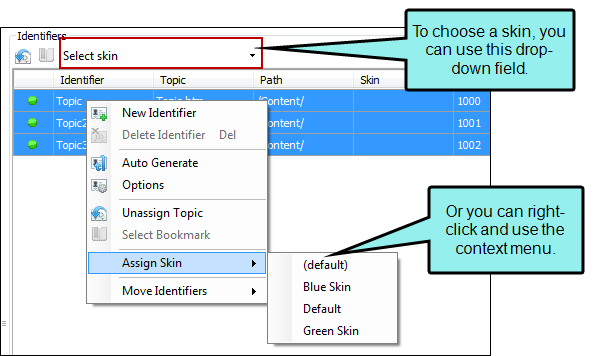 Identifiers
Select skin
To choose a skin, you
can use this drop-
down field.
Identifier Topic Path Skin
Topic Topic.htm /Content/ 1000
Topic2 Content/ 1001
Topic3 Content/ 1002
New Identifier
Delete Identifier Del
Auto Generate
Options
Unassign Topic
Select Bookmark
Assign Skin
Move Identifiers
(default)
Blue Skin
Default
Green Skin
Or you can right-
click and use the
context menu.